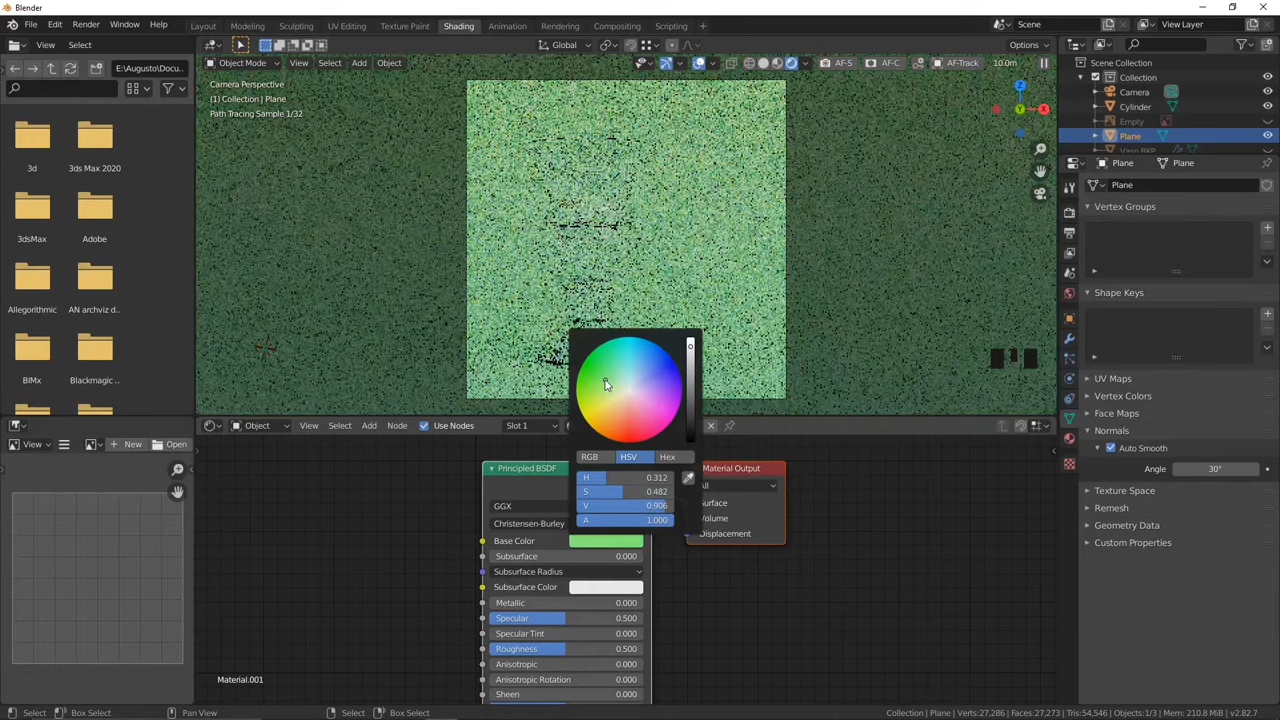 Blender
File Edit Render Window Help
Layout Modeling Sculpting UV Editing Texture Paint Shading Animation Rendering Compositing Scripting
Scene
View Layer
View Select
Global
Options
E:\Augusto\Docu...
Object Mode View Select Add Object
AF-S AF-C AF-Track 10.0m
Scene Collection
Collection
Camera
Cylinder
Empty
Plane
Vaso BKP
Camera Perspective
(1) Collection | Plane
Path Tracing Sample 1/32
3d
3ds Max 2020
3dsMax
Adobe
Allegorithmic
AN archviz d..
BIMx
Blackmagic ..
Plane Plane
Plane
Vertex Groups
Shape Keys
UV Maps
Vertex Colors
Face Maps
Normals
Auto Smooth
Angle 30°
Texture Space
Remesh
Geometry Data
Custom Properties
View New Open
Object View Select Add Node Use Nodes Slot 1
RGB HSV Hex
H 0.312
S 0.482
V 0.906
A 1.000
Principled BSDF
GGX
Christensen-Burley
Base Color
Subsurface 0.000
Subsurface Radius
Subsurface Color
Metallic 0.000
Specular 0.500
Specular Tint 0.000
Roughness 0.500
Anisotropic 0.000
Anisotropic Rotation 0.000
Sheen 0.000
Material Output
All
Surface
Volume
Displacement
Material.001
Select Box Select Pan View Select Box Select
Collection | Plane | Verts:27,286 | Faces:27,273 | Tris:54,546 | Objects:1/3 | Mem: 210.8 MiB | v2.82.7